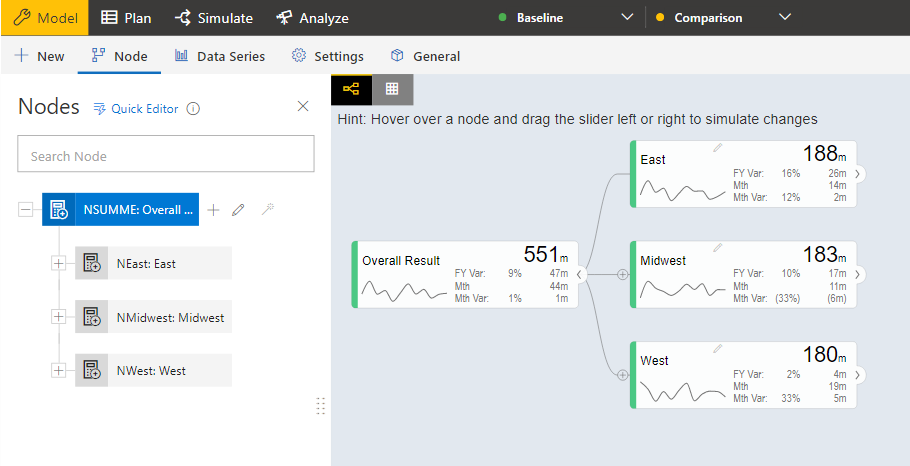 Model Plan Simulate Analyze Baseline Comparison
New Node Data Series Settings General
Nodes Quick Editor
Search Node
NSUMME: Overall ...
NEast: East
NMidwest: Midwest
NWest: West
Hint: Hover over a node and drag the slider left or right to simulate changes
Overall Result 551m
FY Var: 9% 47m
Mth 44m
Mth Var: 1% 1m
East 188m
FY Var: 16% 26m
Mth 14m
Mth Var: 12% 2m
Midwest 183m
FY Var: 10% 17m
Mth 11m
Mth Var: (33%) (6m)
West 180m
FY Var: 2% 4m
Mth 19m
Mth Var: 33% 5m